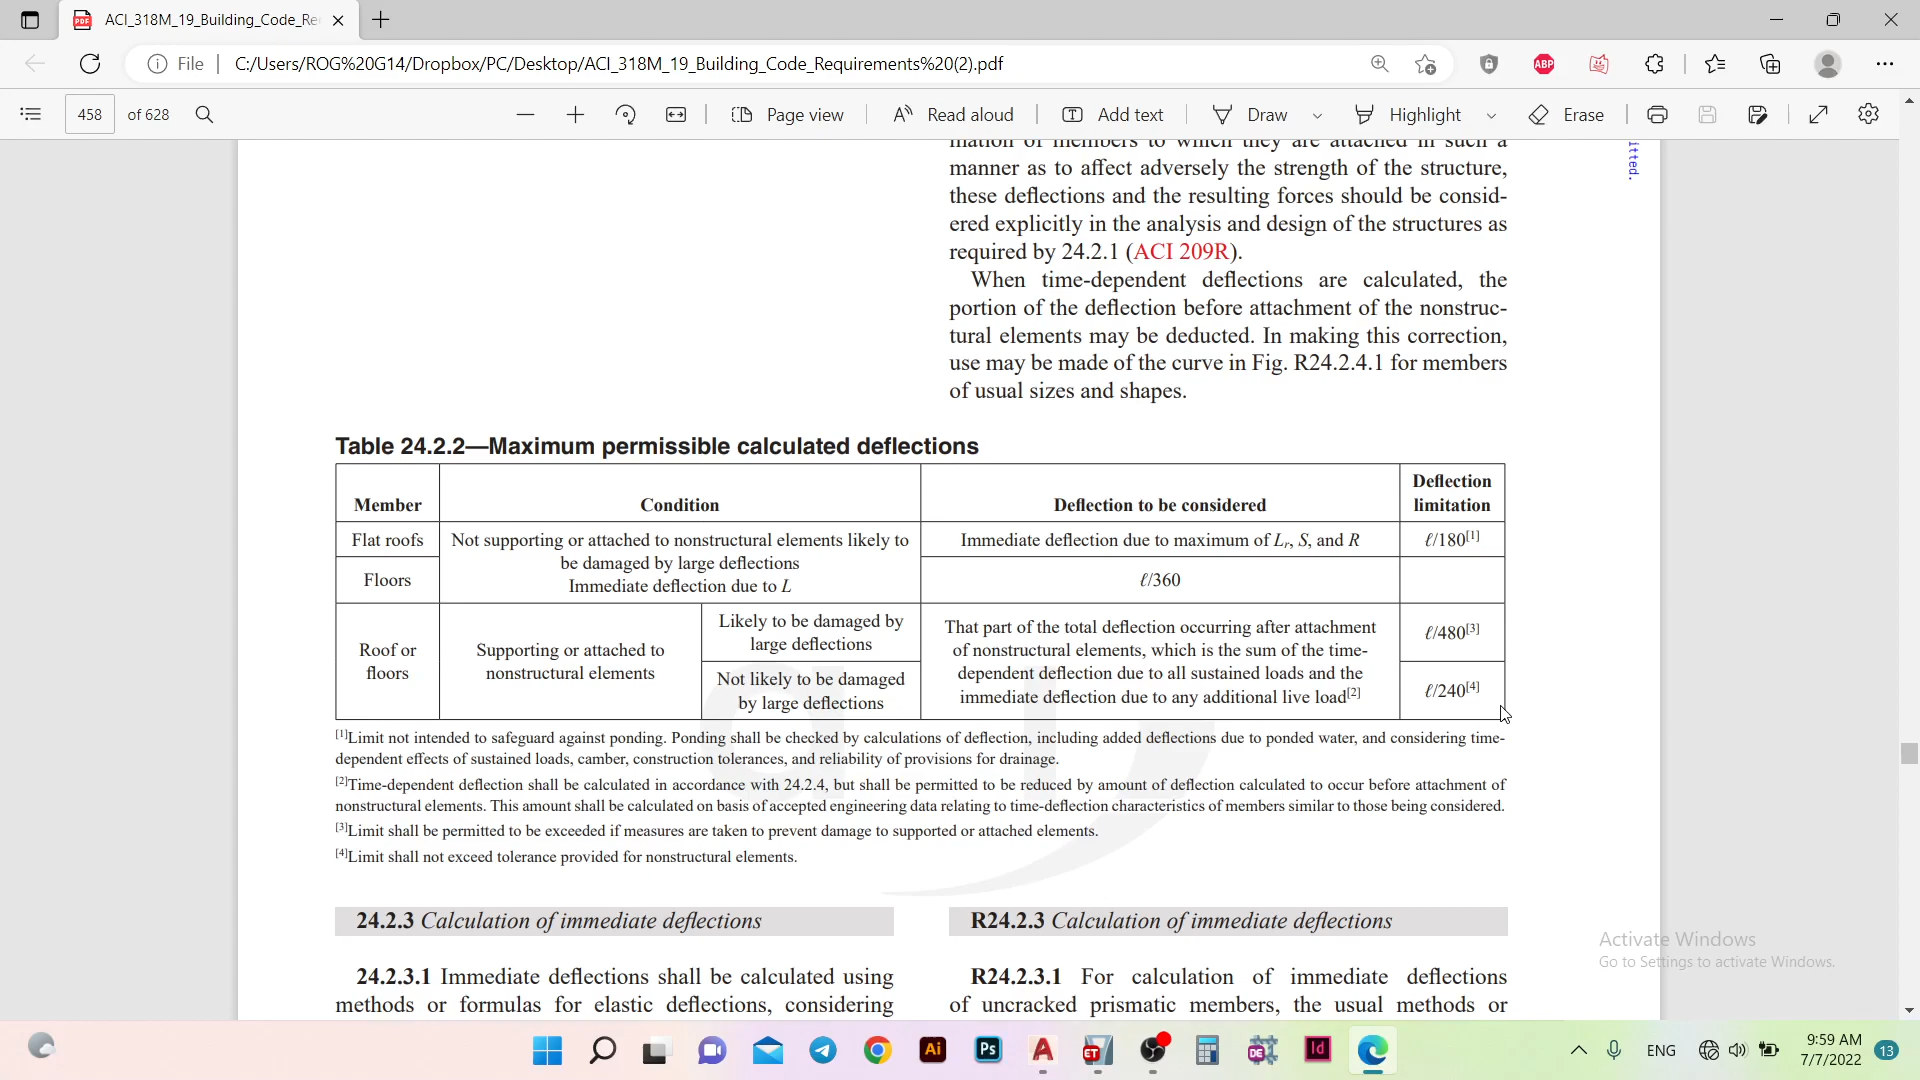 ACI_318M_19_Building_Code_Re
File
C:/Users/ROG%20G14/Dropbox/PC/Desktop/ACI_318M_19_Building_Code_Requirements%20(2).pdf
ABP
458 of 628
Page view
Read aloud
Add text
Draw
Highlight
Erase
mation of members to which they are attached in such a
manner as to affect adversely the strength of the structure,
these deflections and the resulting forces should be consid-
ered explicitly in the analysis and design of the structures as
required by 24.2.1 (ACI 209R).
When time-dependent deflections are calculated, the
portion of the deflection before attachment of the nonstruc-
tural elements may be deducted. In making this correction,
use may be made of the curve in Fig. R24.2.4.1 for members
of usual sizes and shapes.
itted.
Table 24.2.2—Maximum permissible calculated deflections
Member
Condition
Deflection to be considered
Deflection
limitation
Flat roofs
Not supporting or attached to nonstructural elements likely to
be damaged by large deflections
Immediate deflection due to L
Immediate deflection due to maximum of Lr, S, and R
ℓ/180[1]
Floors
ℓ/360
Roof or
floors
Supporting or attached to
nonstructural elements
Likely to be damaged by
large deflections
That part of the total deflection occurring after attachment
of nonstructural elements, which is the sum of the time-
dependent deflection due to all sustained loads and the
immediate deflection due to any additional live load[2]
ℓ/480[3]
Not likely to be damaged
by large deflections
ℓ/240[4]
[1]Limit not intended to safeguard against ponding. Ponding shall be checked by calculations of deflection, including added deflections due to ponded water, and considering time-
dependent effects of sustained loads, camber, construction tolerances, and reliability of provisions for drainage.
[2]Time-dependent deflection shall be calculated in accordance with 24.2.4, but shall be permitted to be reduced by amount of deflection calculated to occur before attachment of
nonstructural elements. This amount shall be calculated on basis of accepted engineering data relating to time-deflection characteristics of members similar to those being considered.
[3]Limit shall be permitted to be exceeded if measures are taken to prevent damage to supported or attached elements.
[4]Limit shall not exceed tolerance provided for nonstructural elements.
24.2.3 Calculation of immediate deflections
24.2.3.1 Immediate deflections shall be calculated using
methods or formulas for elastic deflections, considering
R24.2.3 Calculation of immediate deflections
R24.2.3.1 For calculation of immediate deflections
of uncracked prismatic members, the usual methods or
Activate Windows
Go to Settings to activate Windows.
Ai
Ps
ET
DE
Id
ENG
9:59 AM
7/7/2022
13